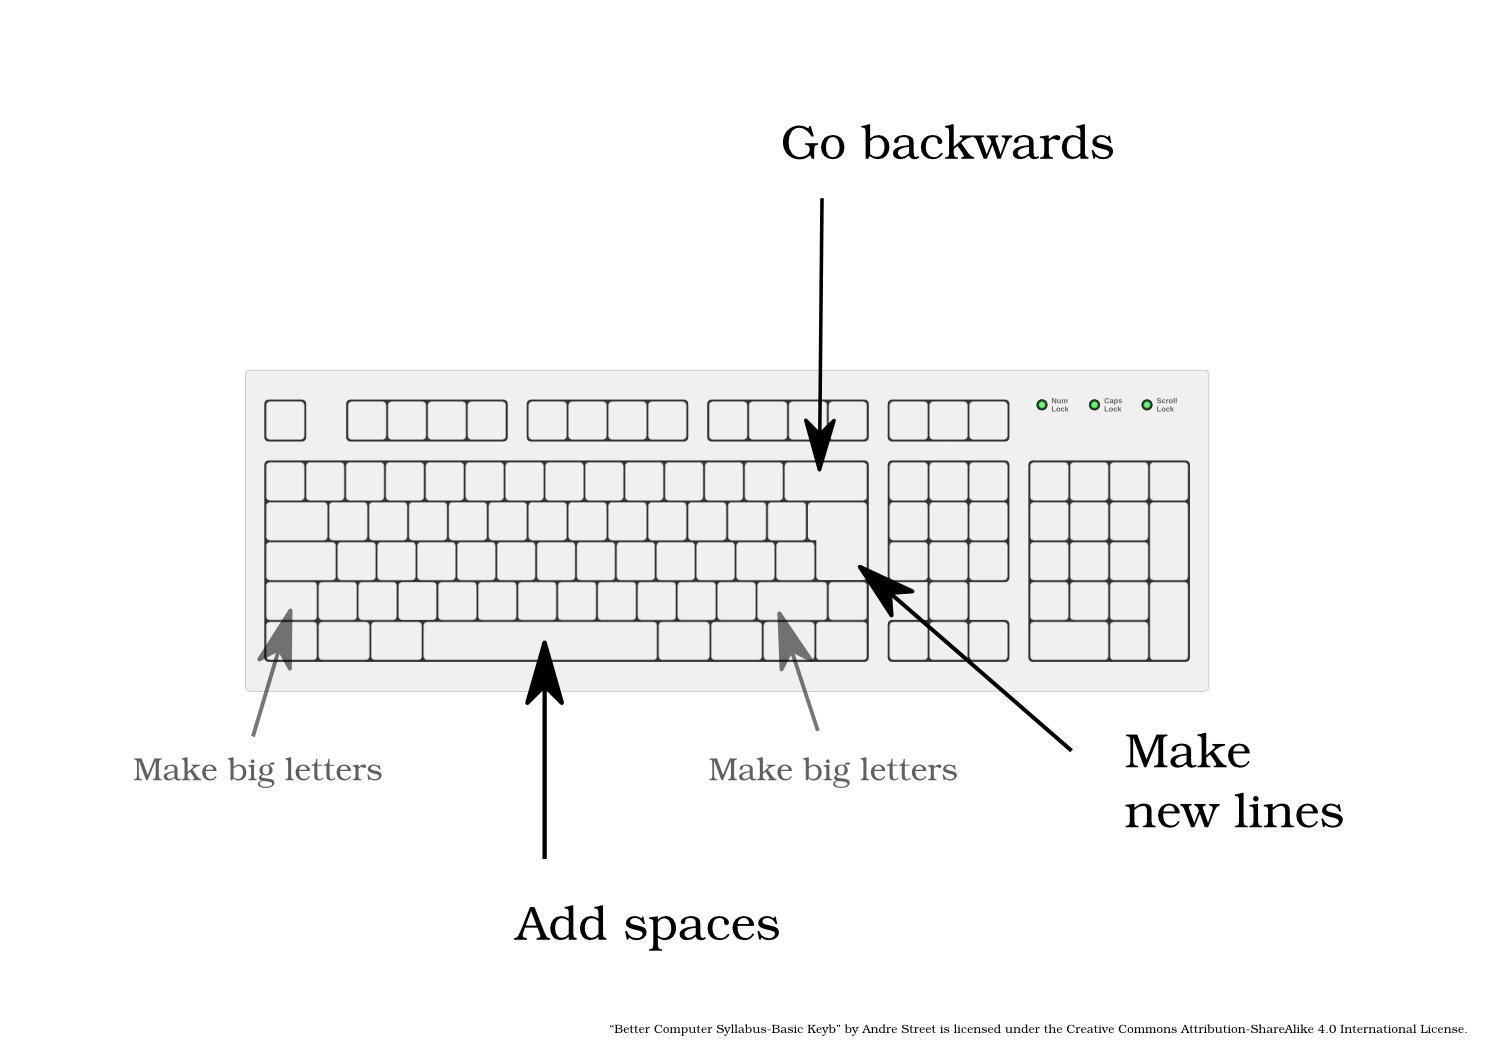 Go backwards
Num Lock
Caps Lock
Scroll Lock
Make big letters
Make big letters
Make
new lines
Add spaces
“Better Computer Syllabus-Basic Keyb” by Andre Street is licensed under the Creative Commons Attribution-ShareAlike 4.0 International License.